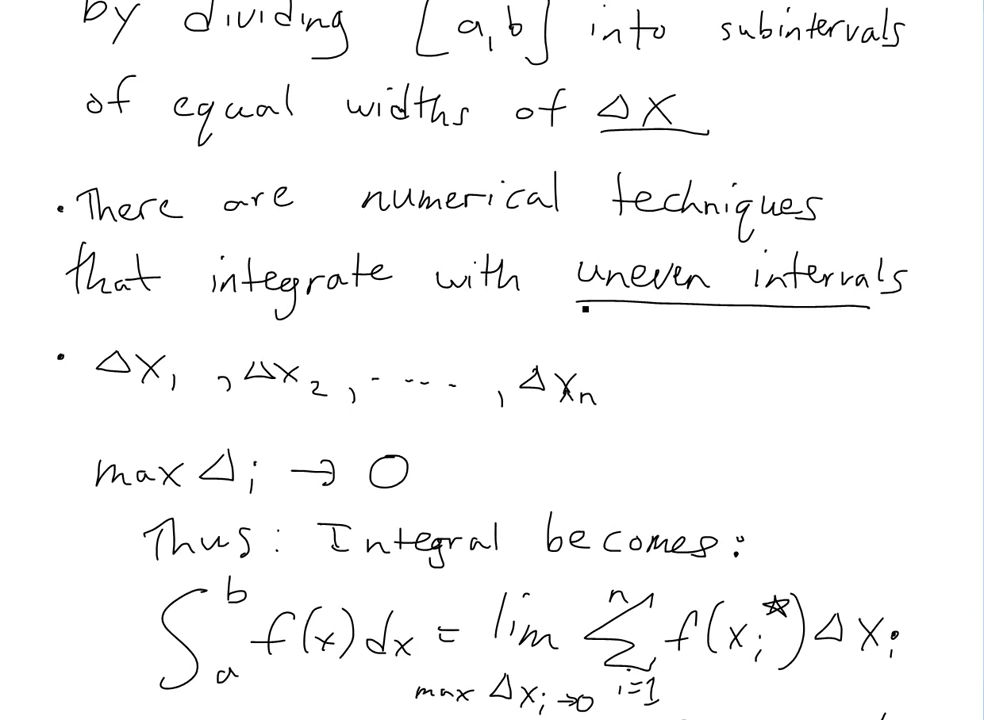 by dividing [a,b] into subintervals
of equal widths of ΔX
• There are numerical techniques
that integrate with uneven intervals
• ΔX₁, ΔX₂, ‑ ‑‑‑ ‑, ΔXₙ
max Δᵢ → 0
Thus: Integral becomes:
∫ₐᵇ f(x)dx = lim_{max Δxᵢ→0} ∑ᵢ₌₁ⁿ f(xᵢ*)ΔXᵢ